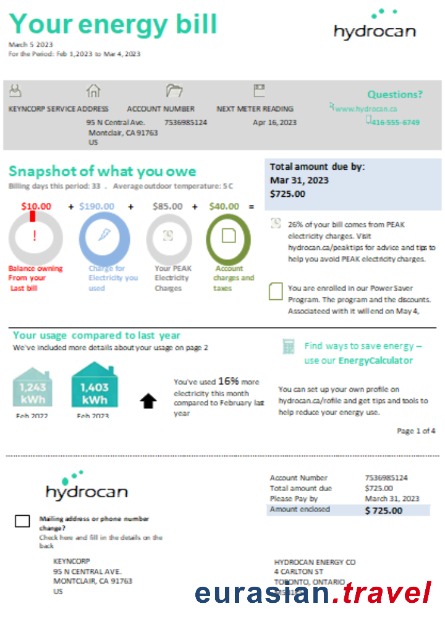 Your energy bill
hydrocan
March 5 2023
For the Period: Feb 3,2023 to Mar 4, 2023
Questions?
www.hydrocan.ca
416-555-6749
KEYNCORP SERVICE ADDRESS ACCOUNT NUMBER NEXT METER READING
95 N Central Ave. 7536985124 Apr 16, 2023
Montclair, CA 91763
US
Snapshot of what you owe
Billing days this period: 33 . Average outdoor temperature: 5 C
$10.00 + $190.00 + $85.00 + $40.00 =
Balance owning
From your
Last bill
Charge for
Electricity you
used
Your PEAK
Electricity
Charges
Account
charges and
taxes
Total amount due by:
Mar 31, 2023
$725.00
26% of your bill comes from PEAK
electricity charges. Visit
hydrocan.ca/peaktips for advice and tips to
help you avoid PEAK electricity charges.
You are enrolled in our Power Saver
Program. The program and the discounts.
Associateed with it will end on May 4,
Your usage compared to last year
We've included more details about your usage on page 2
1,243
kWh
Feb 2022
1,403
kWh
Feb 2023
You've used 16% more
electricity this month
compared to February last
year
Find ways to save energy –
use our EnergyCalculator
You can set up your own profile on
hydrocan.ca/rofile and get tips and tools to
help reduce your energy use.
Page 1 of 4
hydrocan
Mailing address or phone number
change?
Check here and fill in the details on the
back
Account Number 7536985124
Total amount due $725.00
Please Pay by March 31, 2023
Amount enclosed $ 725.00
KEYNCORP
95 N CENTRAL AVE.
MONTCLAIR, CA 91763
US
HYDROCAN ENERGY CO
4 CARLTON ST
TORONTO, ONTARIO
eurasian.travel